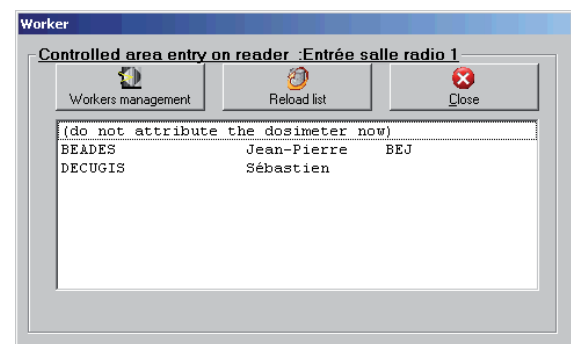 Worker
Controlled area entry on reader :Entrée salle radio 1
Workers management Reload list Close
(do not attribute the dosimeter now)
BEADES Jean-Pierre BEJ
DECUGIS Sébastien